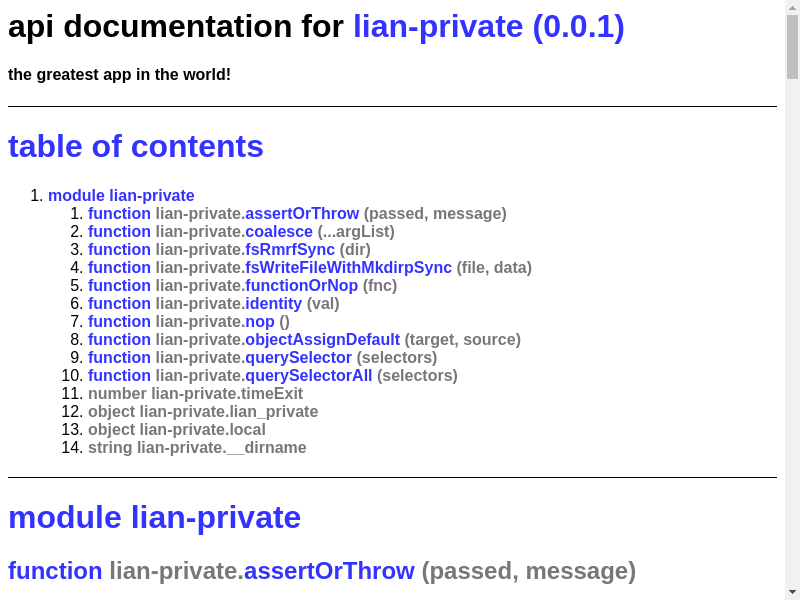 api documentation for lian-private (0.0.1)
the greatest app in the world!
table of contents
1. module lian-private
1. function lian-private.assertOrThrow (passed, message)
2. function lian-private.coalesce (...argList)
3. function lian-private.fsRmrfSync (dir)
4. function lian-private.fsWriteFileWithMkdirpSync (file, data)
5. function lian-private.functionOrNop (fnc)
6. function lian-private.identity (val)
7. function lian-private.nop ()
8. function lian-private.objectAssignDefault (target, source)
9. function lian-private.querySelector (selectors)
10. function lian-private.querySelectorAll (selectors)
11. number lian-private.timeExit
12. object lian-private.lian_private
13. object lian-private.local
14. string lian-private.__dirname
module lian-private
function lian-private.assertOrThrow (passed, message)